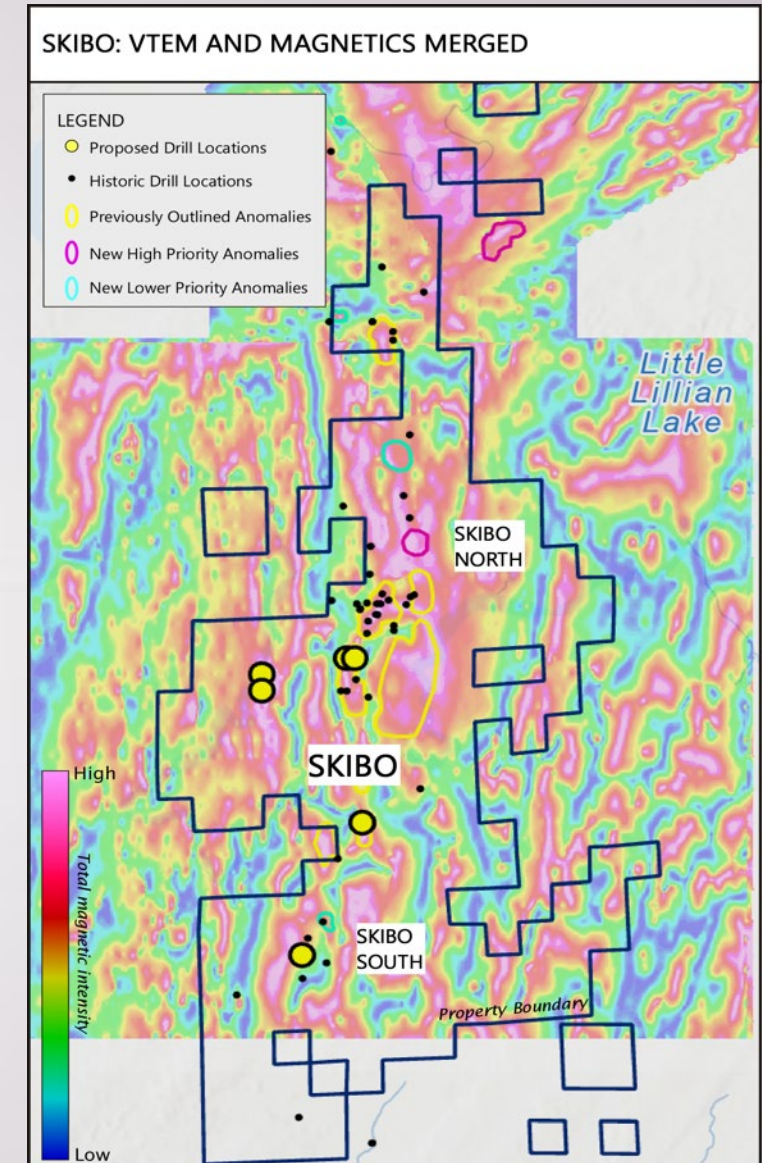 SKIBO: VTEM AND MAGNETICS MERGED
LEGEND
Proposed Drill Locations
Historic Drill Locations
Previously Outlined Anomalies
New High Priority Anomalies
New Lower Priority Anomalies
Little
Lillian
Lake
SKIBO
NORTH
SKIBO
High
Total magnetic intensity
Low
SKIBO
SOUTH
Property Boundary